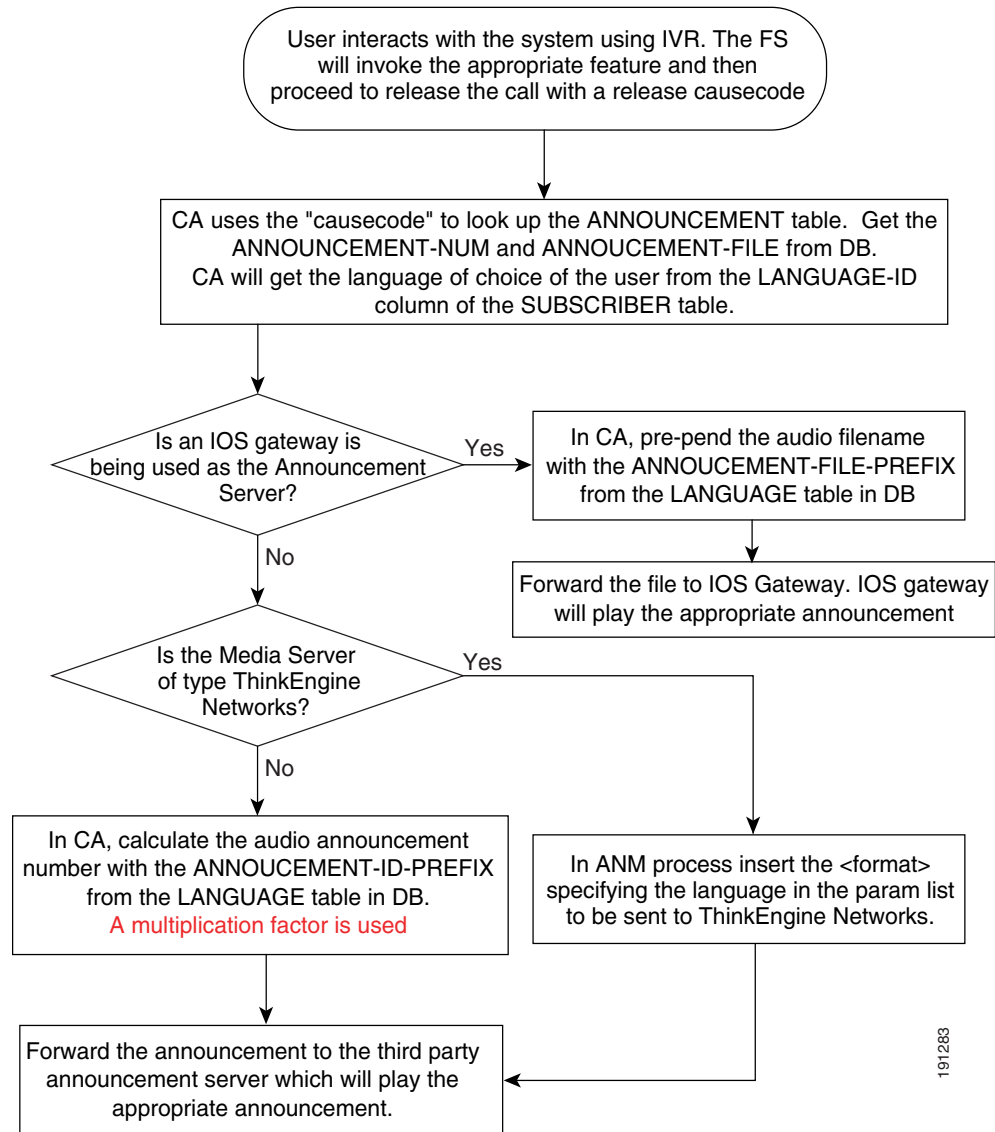 User interacts with the system using IVR. The FS
will invoke the appropriate feature and then
proceed to release the call with a release causecode
CA uses the "causecode" to look up the ANNOUNCEMENT table. Get the
ANNOUNCEMENT-NUM and ANNOUCEMENT-FILE from DB.
CA will get the language of choice of the user from the LANGUAGE-ID
column of the SUBSCRIBER table.
Is an IOS gateway is
being used as the Announcement
Server?
Yes
In CA, pre-pend the audio filename
with the ANNOUCEMENT-FILE-PREFIX
from the LANGUAGE table in DB
No
Forward the file to IOS Gateway. IOS gateway
will play the appropriate announcement
Is the Media Server
of type ThinkEngine
Networks?
Yes
No
In CA, calculate the audio announcement
number with the ANNOUCEMENT-ID-PREFIX
from the LANGUAGE table in DB.
A multiplication factor is used
In ANM process insert the <format>
specifying the language in the param list
to be sent to ThinkEngine Networks.
Forward the announcement to the third party
announcement server which will play the
appropriate announcement.
191283